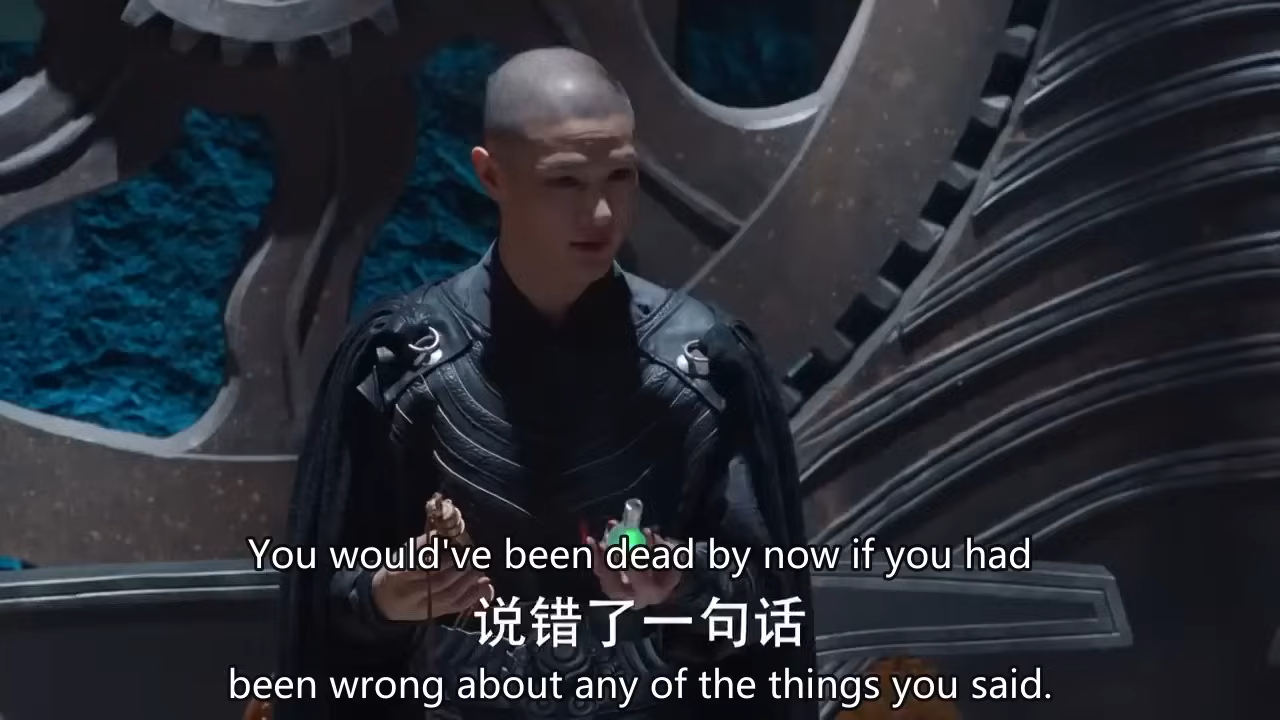 You would've been dead by now if you had
说错了一句话
been wrong about any of the things you said.